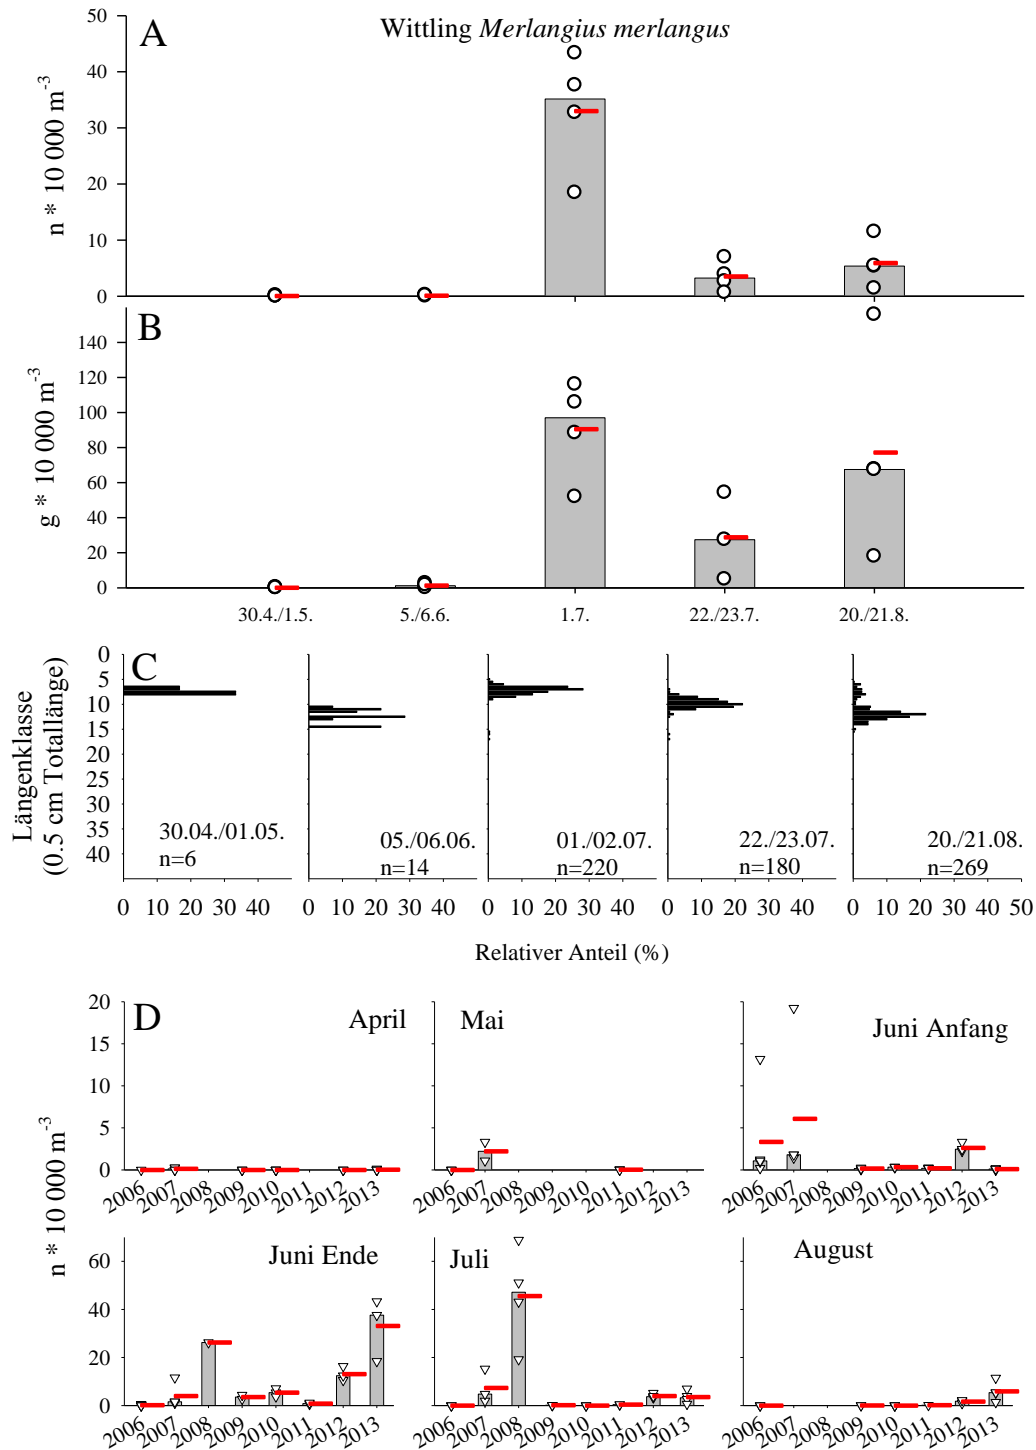 A
Wittling Merlangius merlangus
n * 10 000 m-3
50
40
30
20
10
0
B
g * 10 000 m-3
140
120
100
80
60
40
20
0
30.4./1.5.
5./6.6.
1.7.
22./23.7.
20./21.8.
C
Längenklasse
(0.5 cm Totallänge)
0
5
10
15
20
25
30
35
40
30.04./01.05.
n=6
05./06.06.
n=14
01./02.07.
n=220
22./23.07.
n=180
20./21.08.
n=269
0 10 20 30 40
0 10 20 30 40
0 10 20 30 40
0 10 20 30 40
0 10 20 30 40 50
Relativer Anteil (%)
D
n * 10 000 m-3
20
15
10
5
0
April
2006 2007 2008 2009 2010 2011 2012 2013
Mai
2006 2007 2008 2009 2010 2011 2012 2013
Juni Anfang
2006 2007 2008 2009 2010 2011 2012 2013
60
40
20
0
Juni Ende
2006 2007 2008 2009 2010 2011 2012 2013
Juli
2006 2007 2008 2009 2010 2011 2012 2013
August
2006 2007 2008 2009 2010 2011 2012 2013